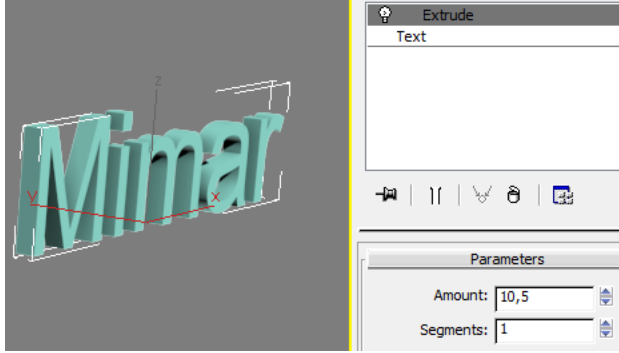 Extrude
Text
Mimar
z
y
x
Parameters
Amount: 10,5
Segments: 1